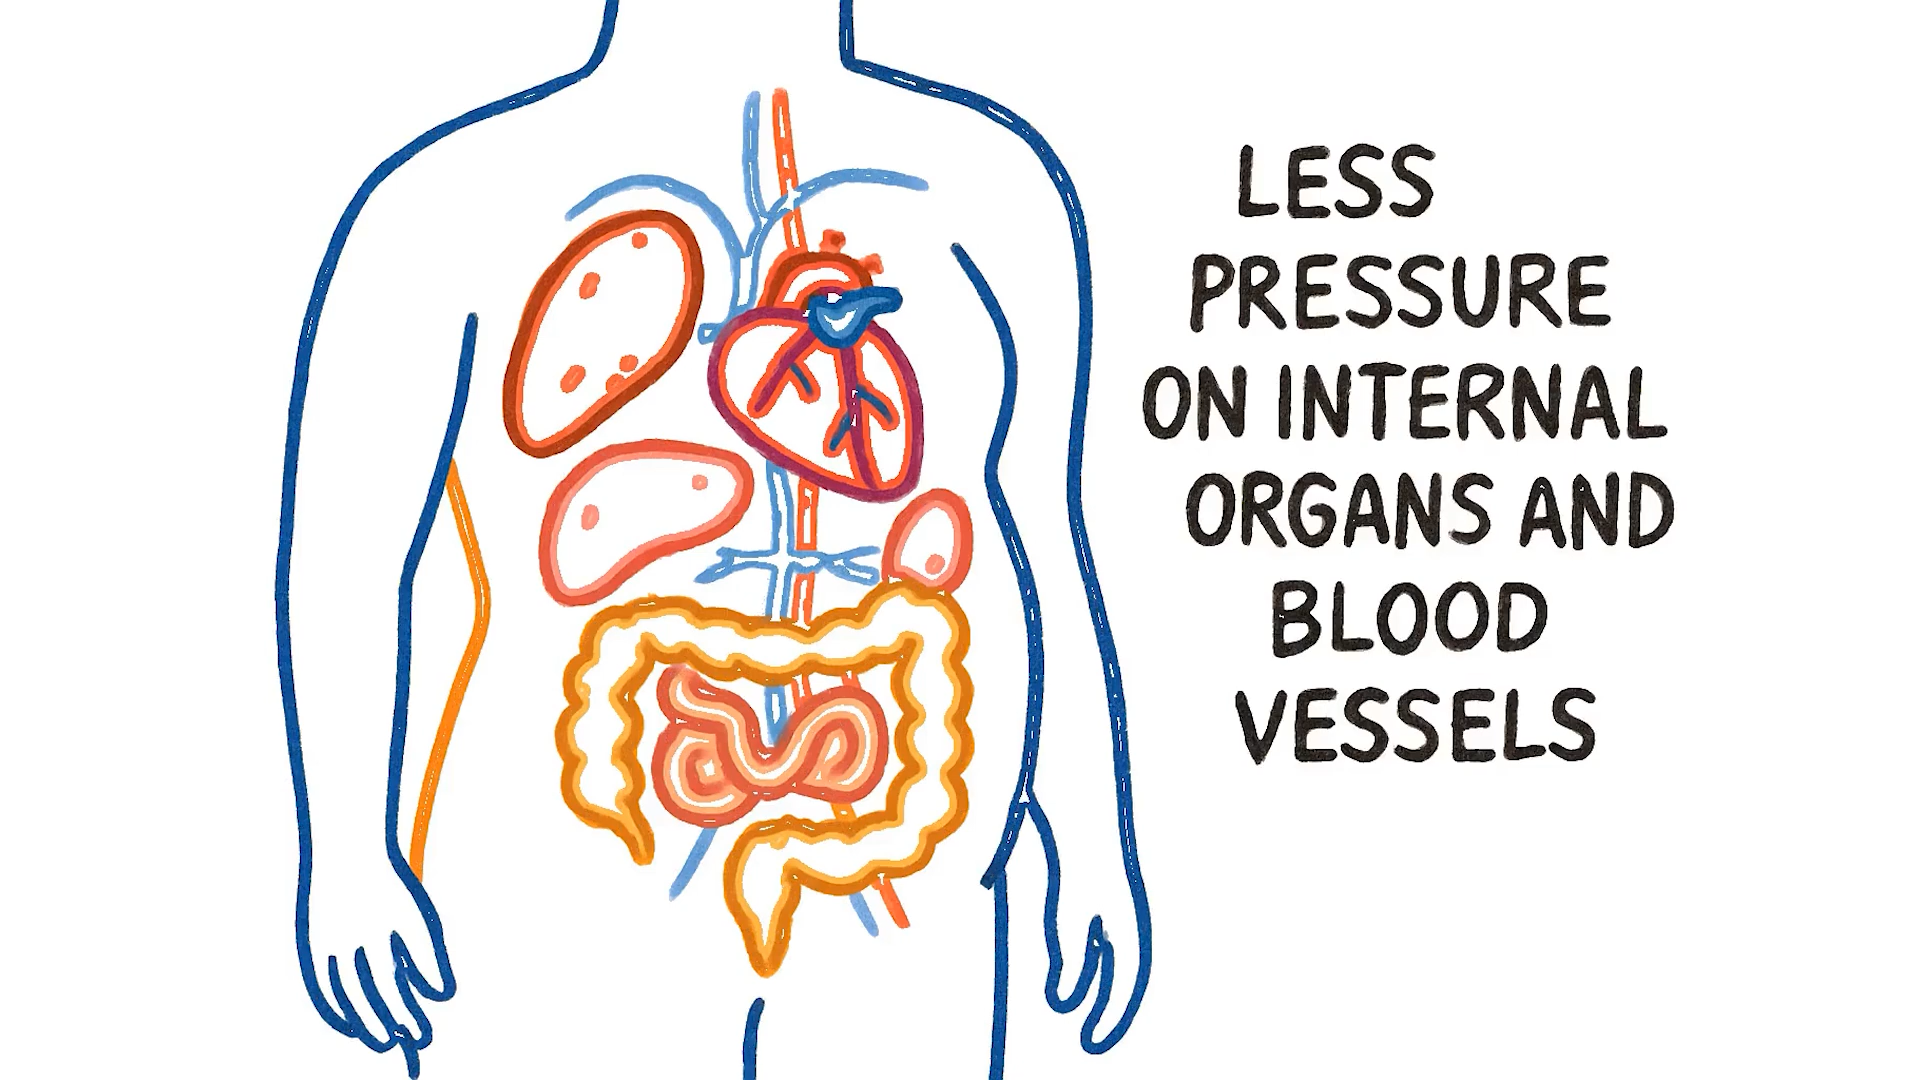 LESS
PRESSURE
ON INTERNAL
ORGANS AND
BLOOD
VESSELS